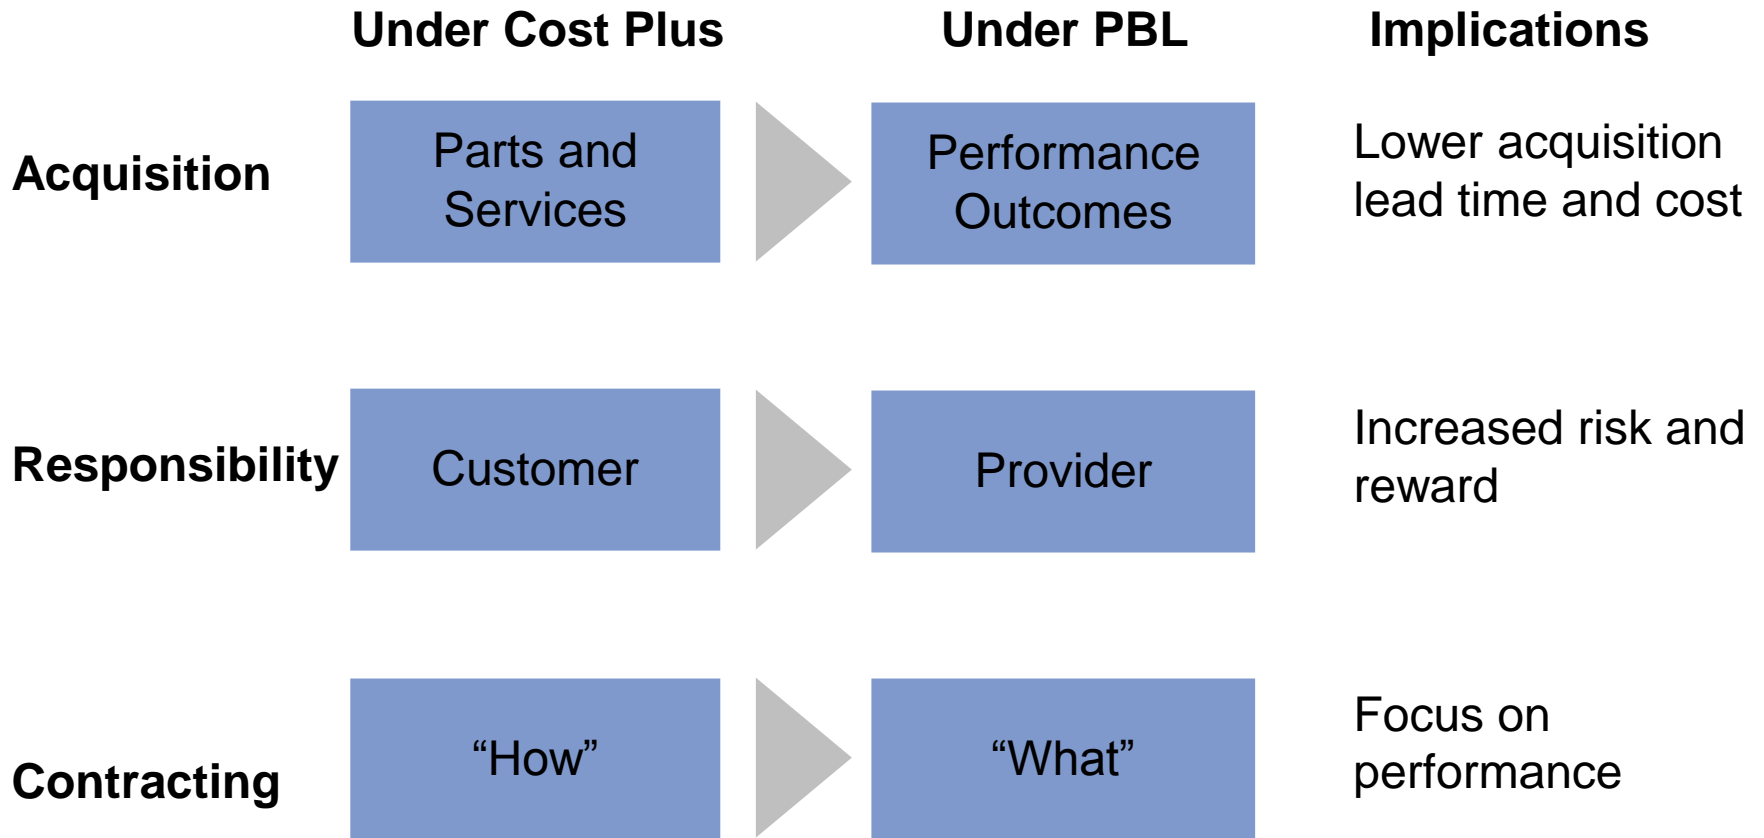 Under Cost Plus
Under PBL
Implications
Acquisition
Parts and
Services
Performance
Outcomes
Lower acquisition
lead time and cost
Responsibility
Customer
Provider
Increased risk and
reward
Contracting
“How”
“What”
Focus on
performance